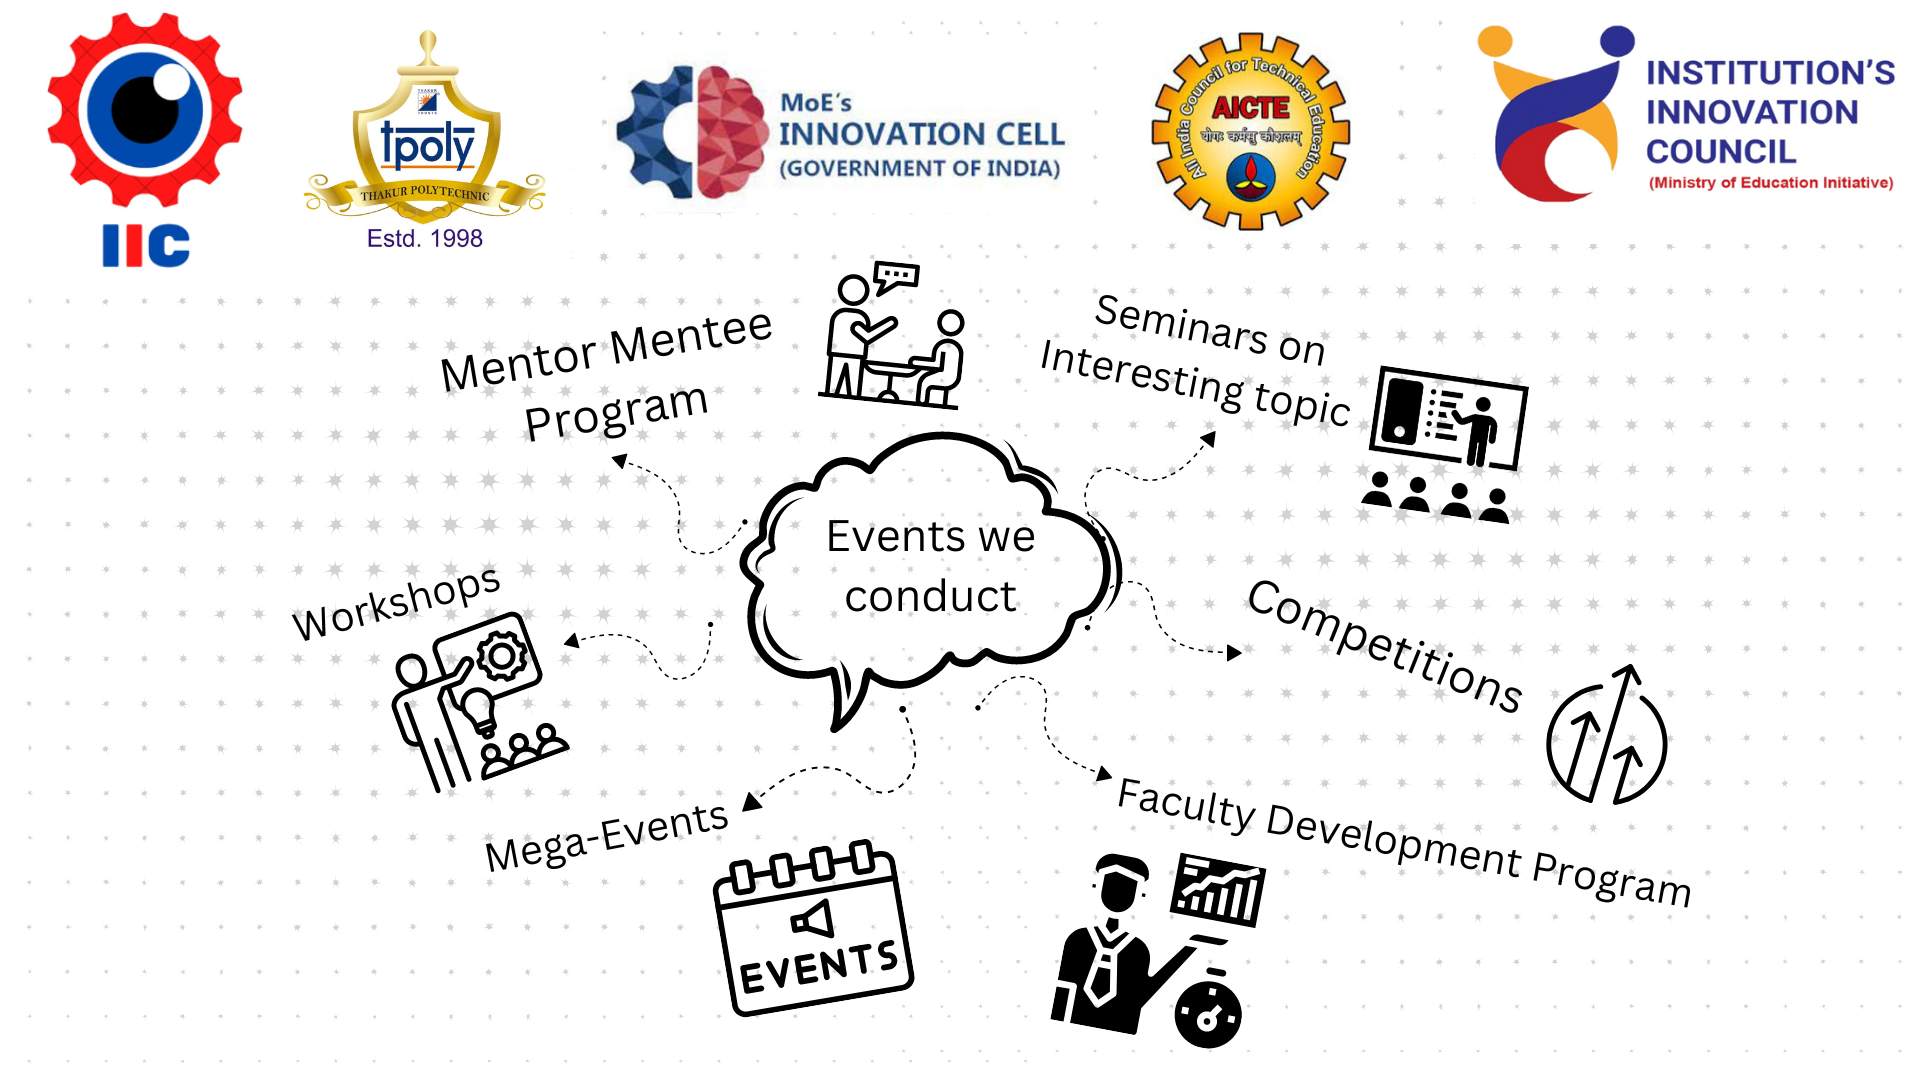 IIC
THAKUR
TRUSTS
tpoly
THAKUR POLYTECHNIC
Estd. 1998
MoE's
INNOVATION CELL
(GOVERNMENT OF INDIA)
All India Council for Technical Education
AICTE
योगः कर्मसु कौशलम्
INSTITUTION'S
INNOVATION
COUNCIL
(Ministry of Education Initiative)
Mentor Mentee
Program
Seminars on
Interesting topic
Events we
conduct
Workshops
Competitions
Mega-Events
EVENTS
Faculty Development Program